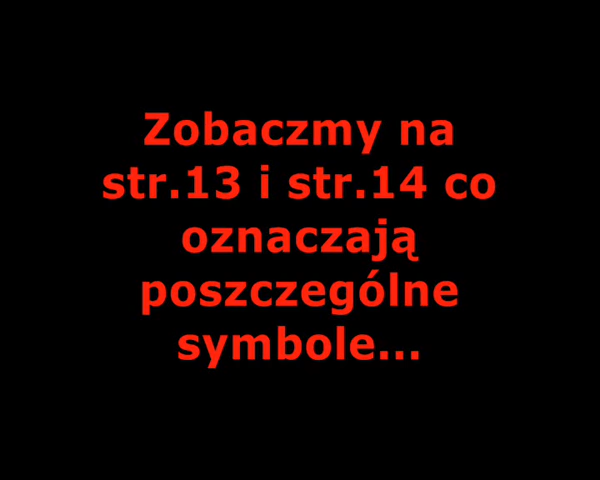 Zobaczmy na
str.13 i str.14 co
oznaczają
poszczególne
symbole...